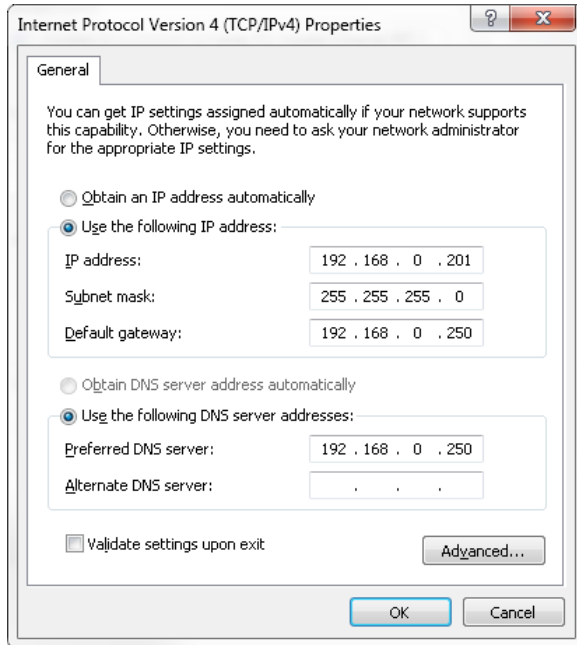 Internet Protocol Version 4 (TCP/IPv4) Properties
?
X
General
You can get IP settings assigned automatically if your network supports
this capability. Otherwise, you need to ask your network administrator
for the appropriate IP settings.
Obtain an IP address automatically
Use the following IP address:
IP address: 192 . 168 . 0 . 201
Subnet mask: 255 . 255 . 255 . 0
Default gateway: 192 . 168 . 0 . 250
Obtain DNS server address automatically
Use the following DNS server addresses:
Preferred DNS server: 192 . 168 . 0 . 250
Alternate DNS server: . . .
Validate settings upon exit
Advanced...
OK Cancel